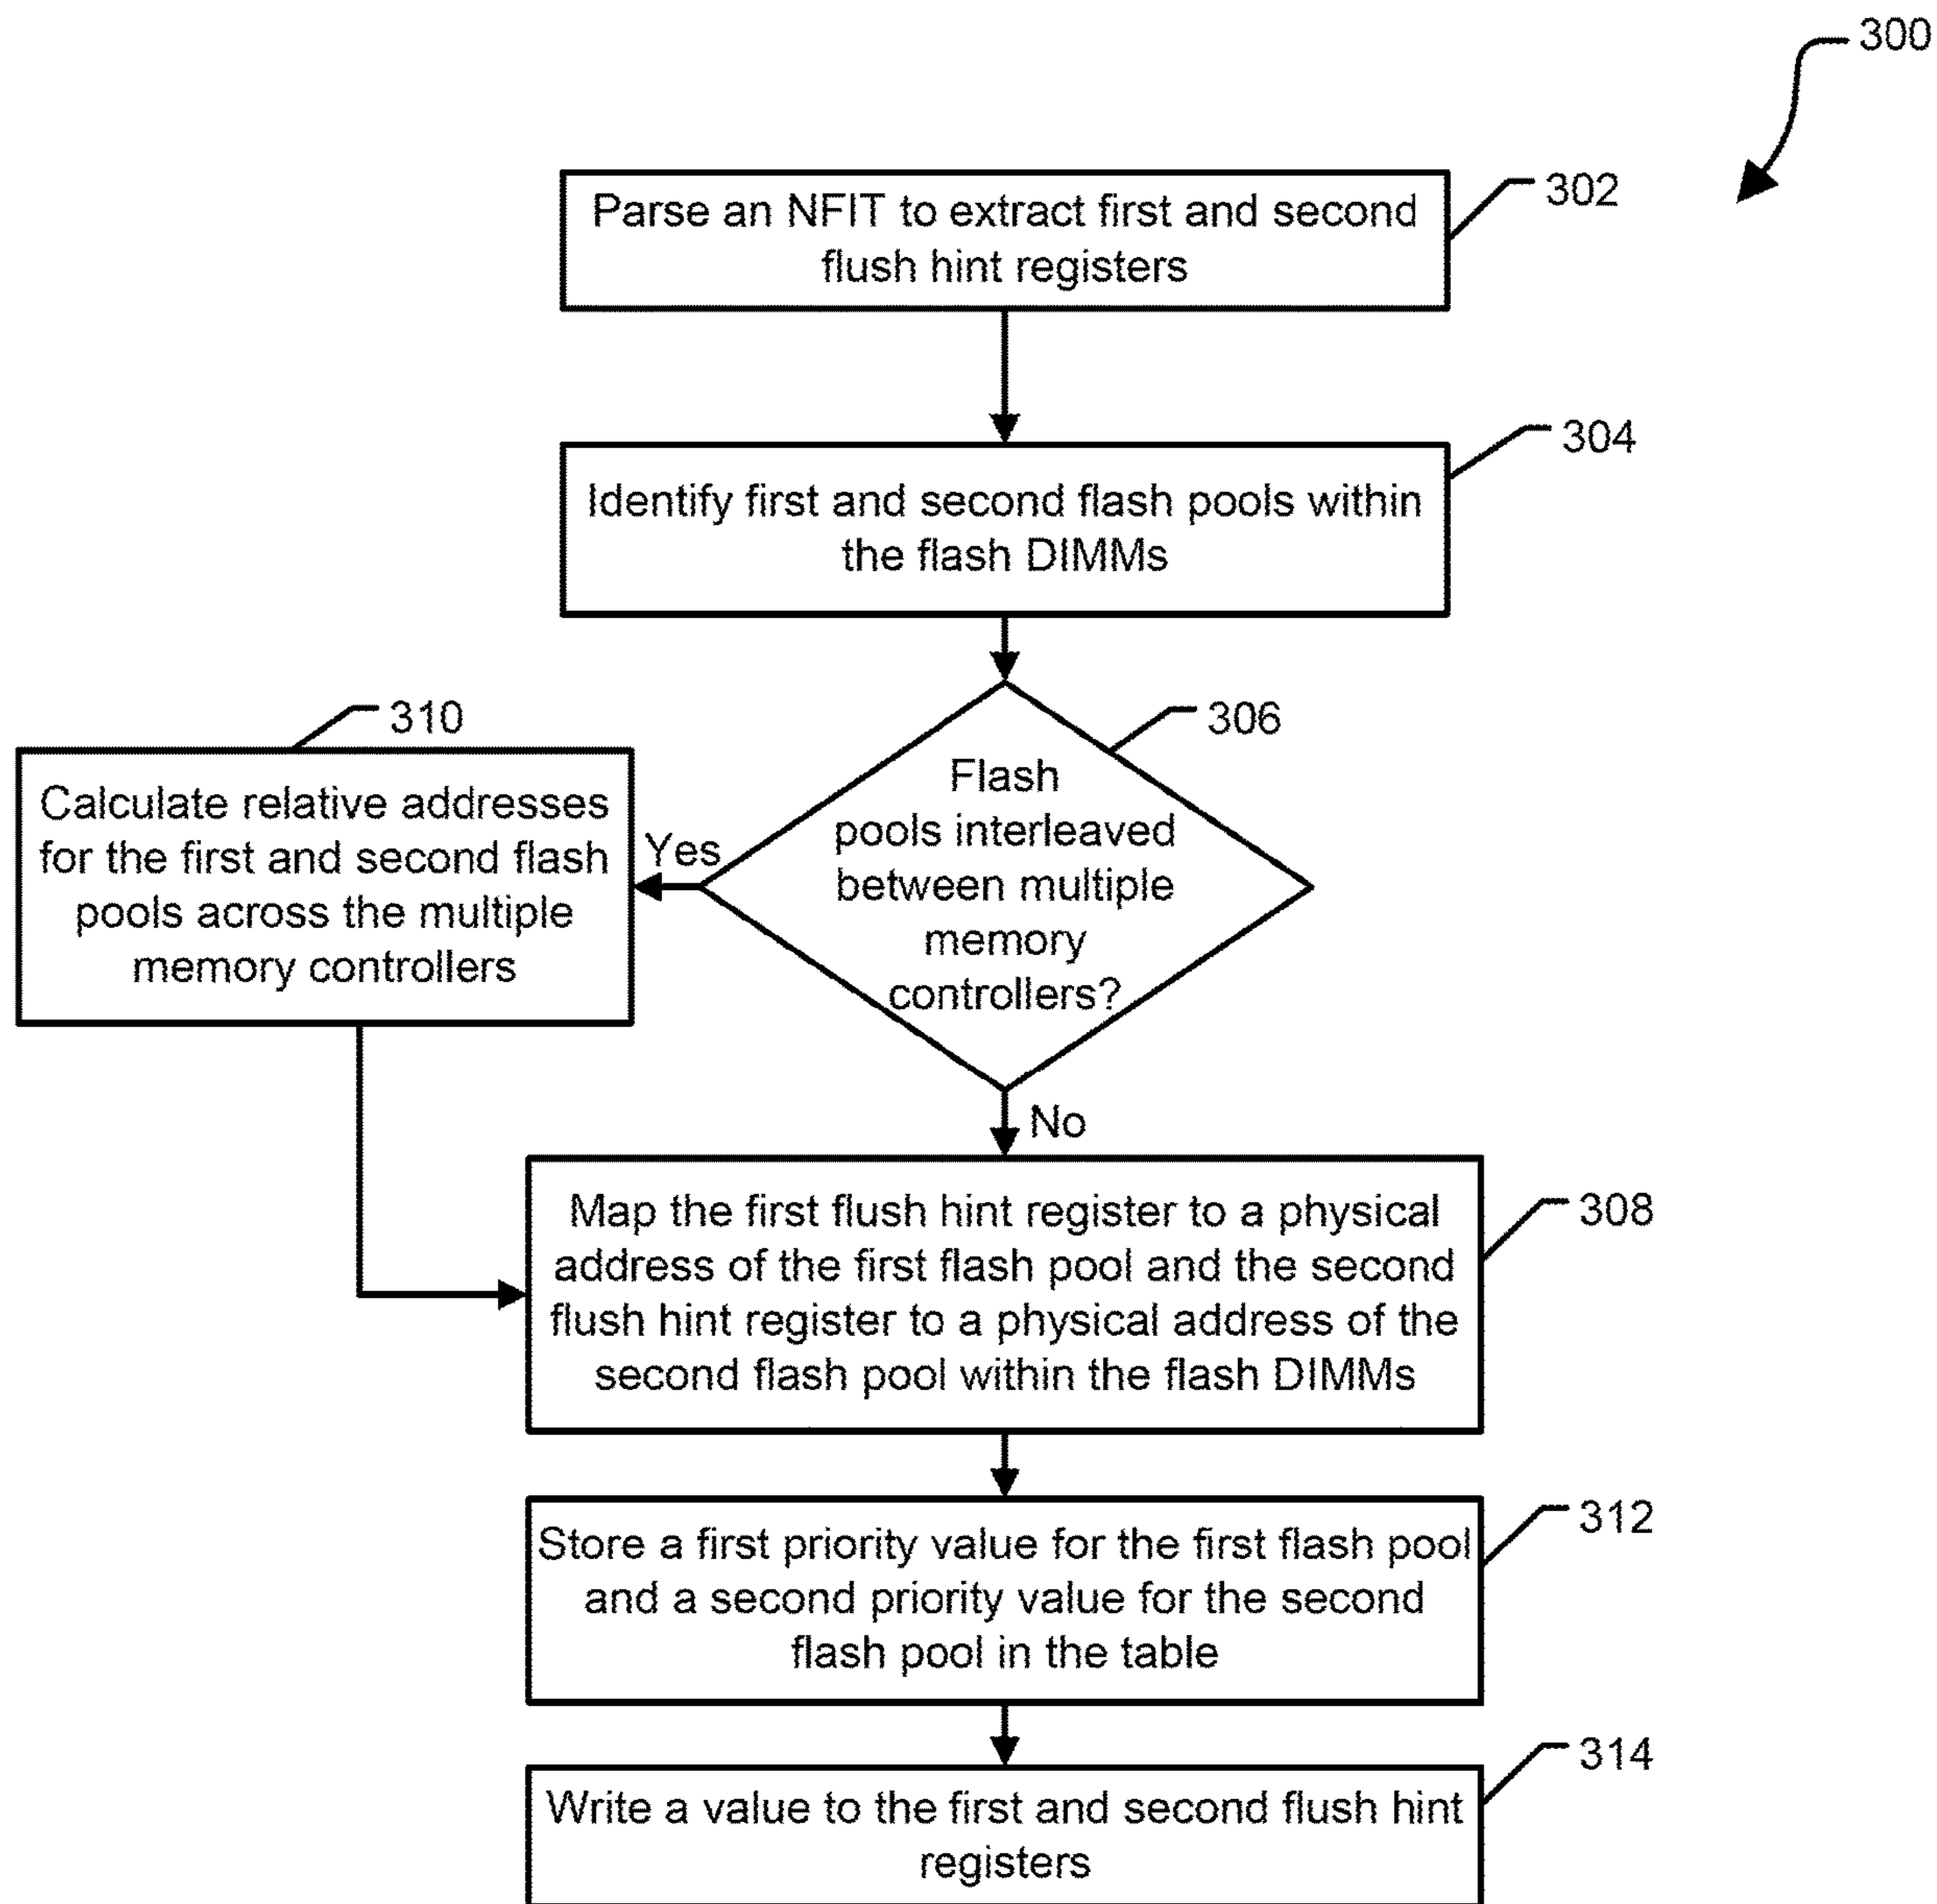 300
302
Parse an NFIT to extract first and second
flush hint registers
304
Identify first and second flash pools within
the flash DIMMs
306
Flash
pools interleaved
between multiple
memory
controllers?
Yes
310
Calculate relative addresses
for the first and second flash
pools across the multiple
memory controllers
No
308
Map the first flush hint register to a physical
address of the first flash pool and the second
flush hint register to a physical address of the
second flash pool within the flash DIMMs
312
Store a first priority value for the first flash pool
and a second priority value for the second
flash pool in the table
314
Write a value to the first and second flush hint
registers